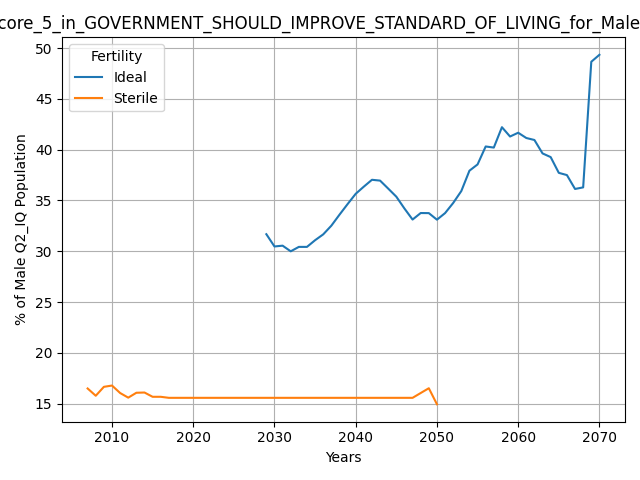 core_5_in_GOVERNMENT_SHOULD_IMPROVE_STANDARD_OF_LIVING_for_Male
Fertility
Ideal
Sterile
% of Male Q2_IQ Population
50
45
40
35
30
25
20
15
2010 2020 2030 2040 2050 2060 2070
Years